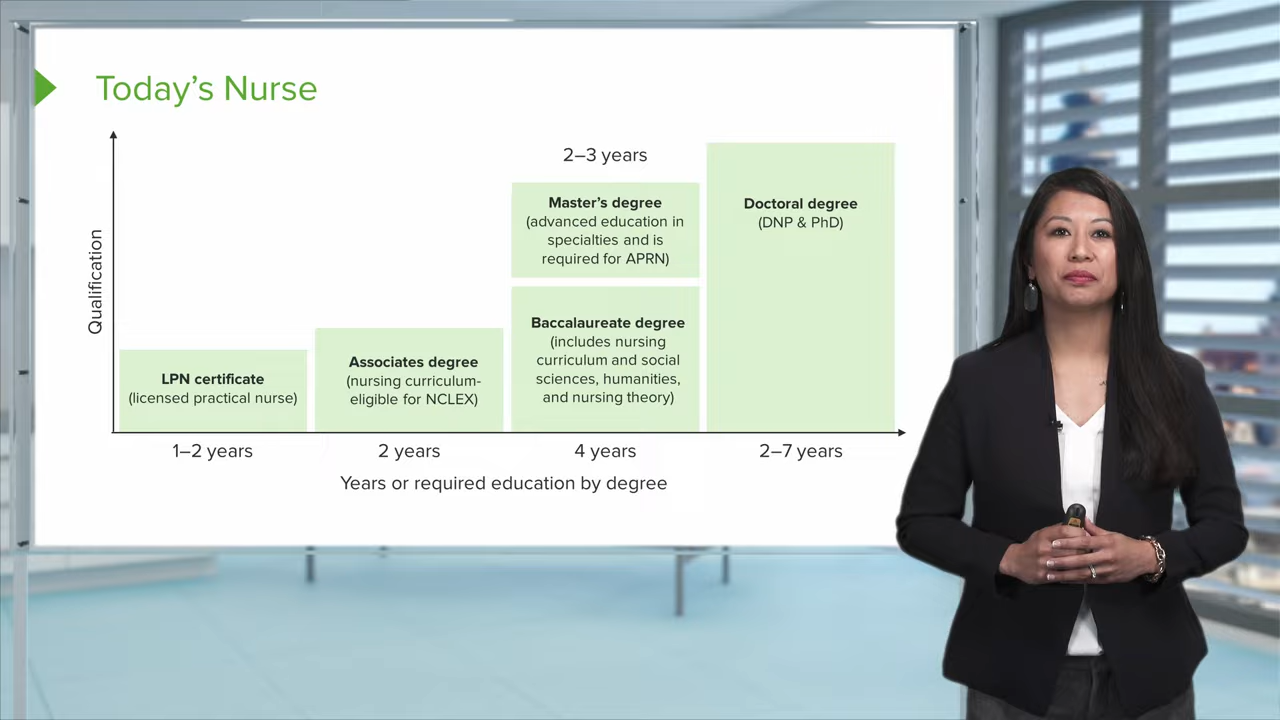 Today's Nurse
Qualification
2–3 years
Master's degree
(advanced education in
specialties and is
required for APRN)
Doctoral degree
(DNP & PhD)
Baccalaureate degree
(includes nursing
curriculum and social
sciences, humanities,
and nursing theory)
Associates degree
(nursing curriculum-
eligible for NCLEX)
LPN certificate
(licensed practical nurse)
1–2 years
2 years
4 years
2–7 years
Years or required education by degree